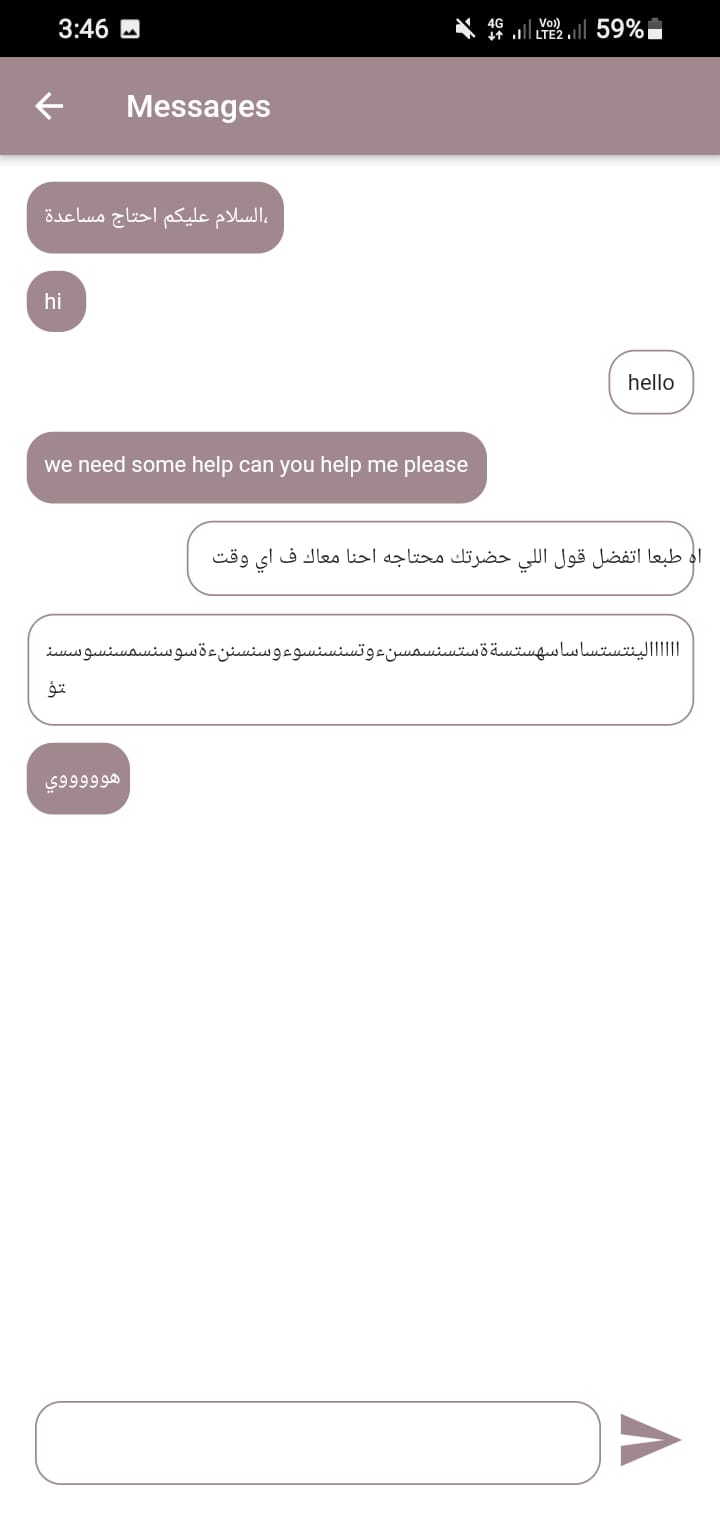 3:46
4G
Vo))
LTE2
59%
Messages
السلام عليكم احتاج مساعدة،
hi
hello
we need some help can you help me please
اه طبعا اتفضل قول اللي حضرتك محتاجه احنا معاك ف اي وقت
تؤ
هوووووي